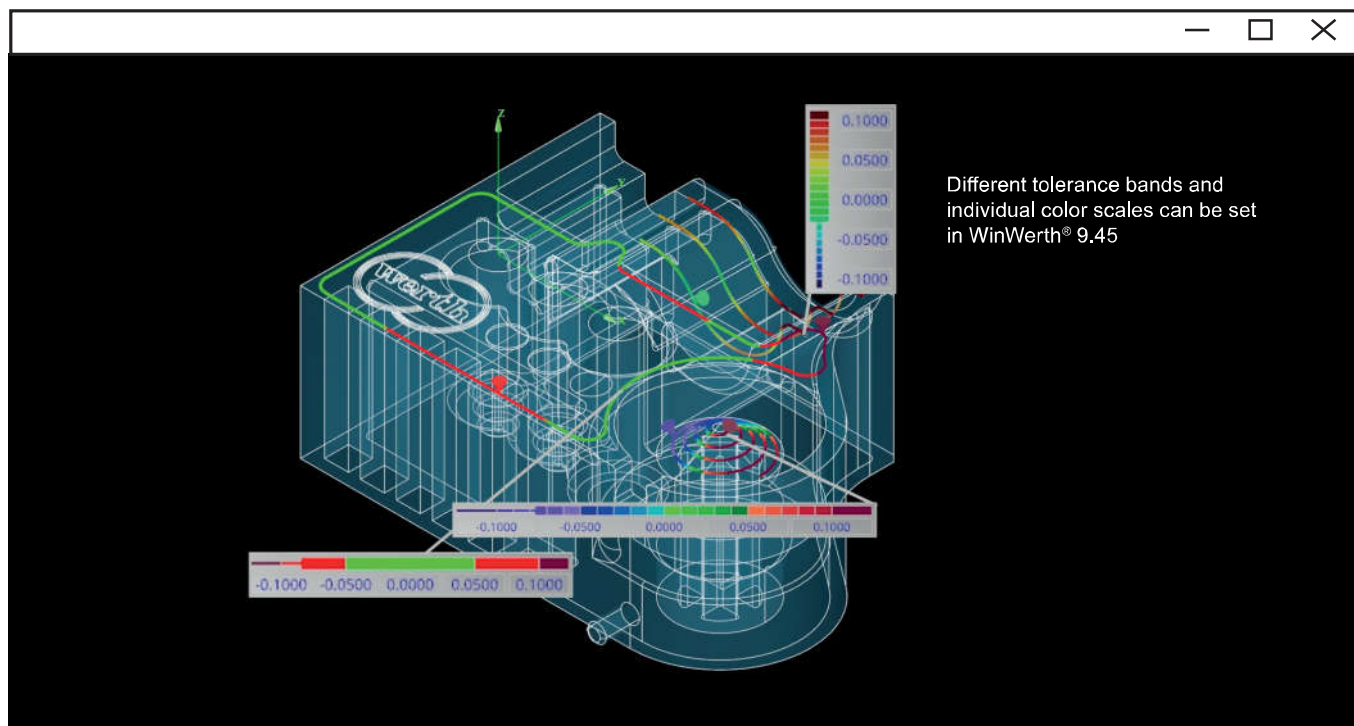 Z
Y
werth
0.1000
0.0500
0.0000
-0.0500
-0.1000
Different tolerance bands and
individual color scales can be set
in WinWerth® 9.45
-0.1000 -0.0500 0.0000 0.0500 0.1000
-0.1000 -0.0500 0.0000 0.0500 0.1000